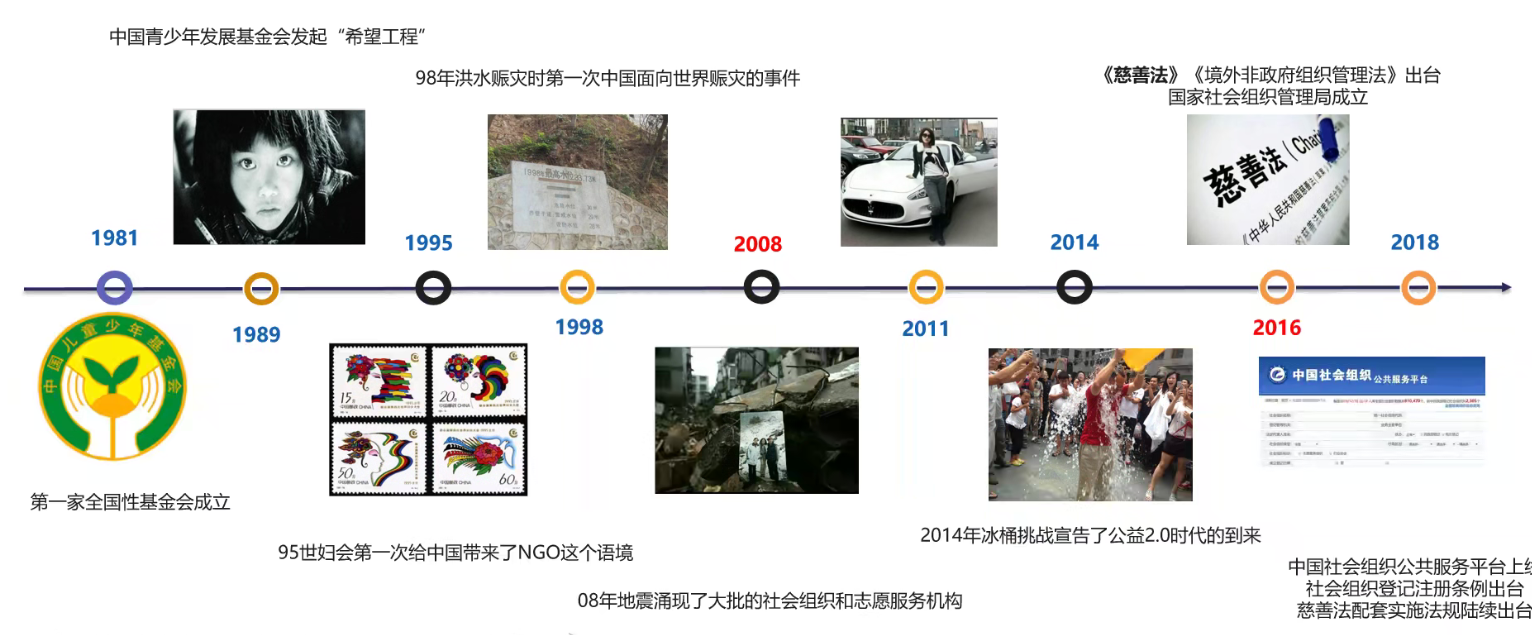 中国青少年发展基金会发起“希望工程”
98年洪水赈灾时第一次中国面向世界赈灾的事件
《慈善法》《境外非政府组织管理法》出台
国家社会组织管理局成立
慈善法（Chari
《中华人民共和国慈善法
1981
1995
2008
2014
2018
1989
1998
2011
2016
中国儿童少年基金会
15分
20分
50分
60分
中国邮政 CHINA
中国邮政 CHINA
中国邮政 CHINA
中国邮政 CHINA
中国社会组织 公共服务平台
第一家全国性基金会成立
95世妇会第一次给中国带来了NGO这个语境
2014年冰桶挑战宣告了公益2.0时代的到来
08年地震涌现了大批的社会组织和志愿服务机构
中国社会组织公共服务平台上线
社会组织登记注册条例出台
慈善法配套实施法规陆续出台